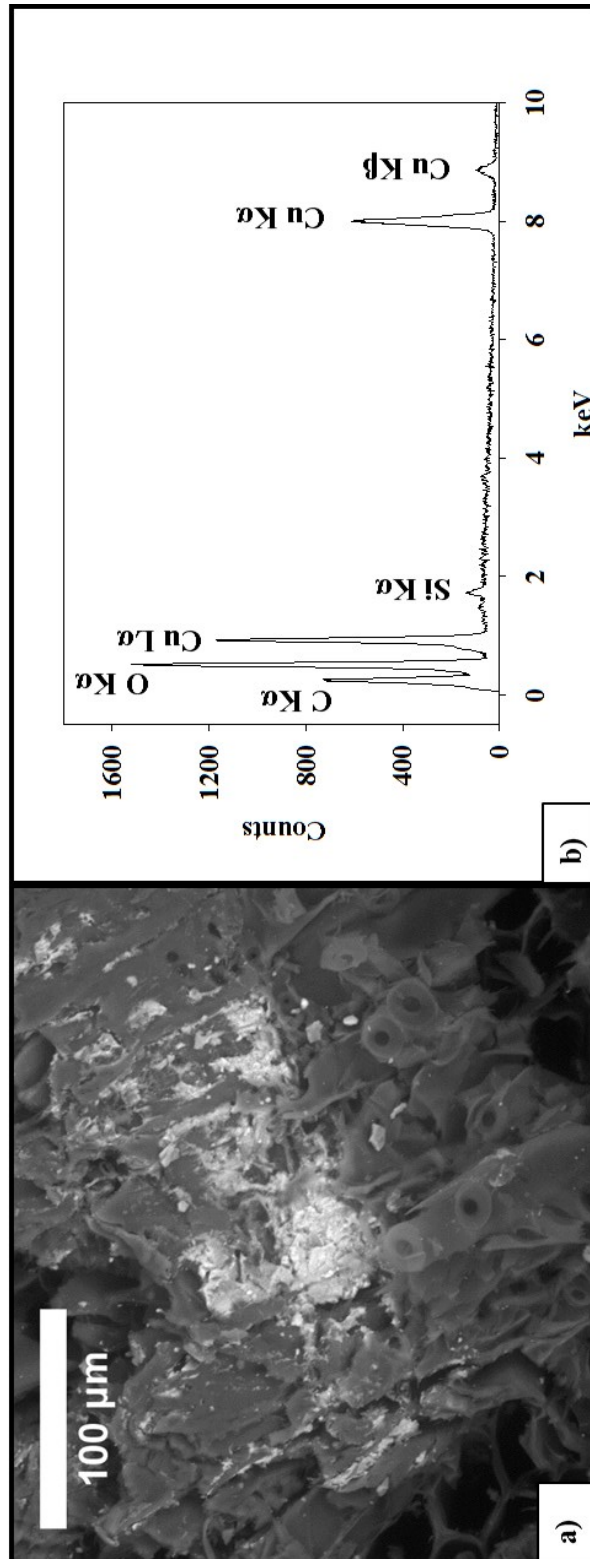 100 µm
a)
b)
Counts
1600
1200
800
400
0
C Kα
O Kα
Cu Lα
Si Kα
Cu Kα
Cu Kβ
0 2 4 6 8 10
keV